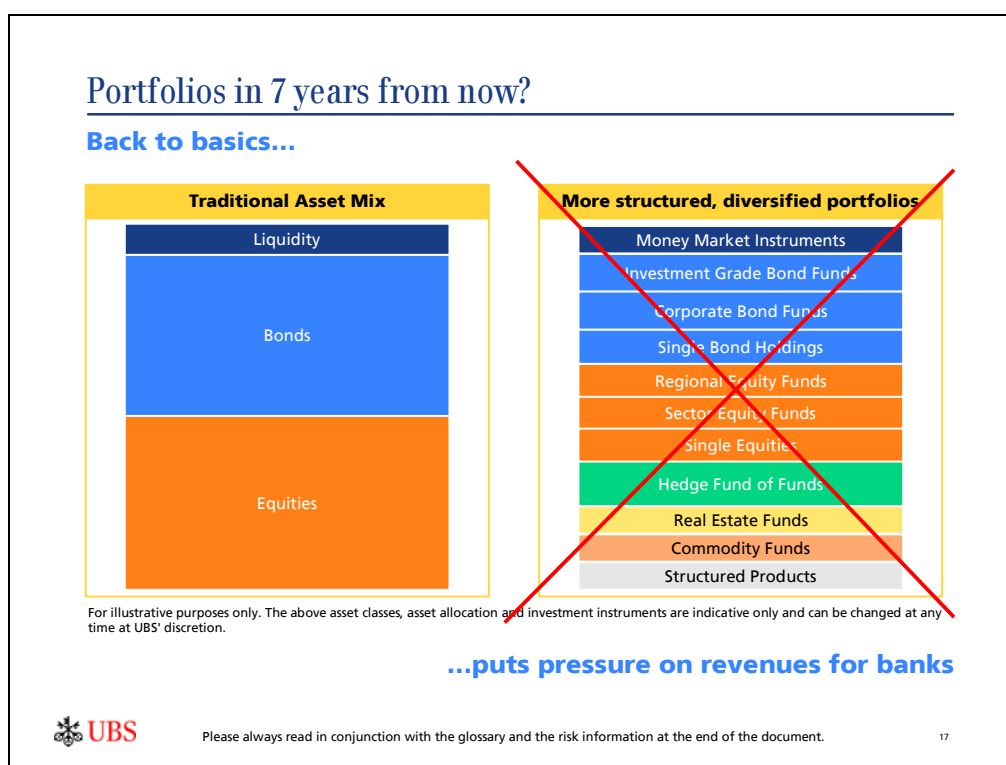 Portfolios in 7 years from now?
Back to basics...
Traditional Asset Mix
Liquidity
Bonds
Equities
More structured, diversified portfolios
Money Market Instruments
Investment Grade Bond Funds
Corporate Bond Funds
Single Bond Holdings
Regional Equity Funds
Sector Equity Funds
Single Equities
Hedge Fund of Funds
Real Estate Funds
Commodity Funds
Structured Products
For illustrative purposes only. The above asset classes, asset allocation and investment instruments are indicative only and can be changed at any
time at UBS' discretion.
...puts pressure on revenues for banks
UBS
Please always read in conjunction with the glossary and the risk information at the end of the document.
17